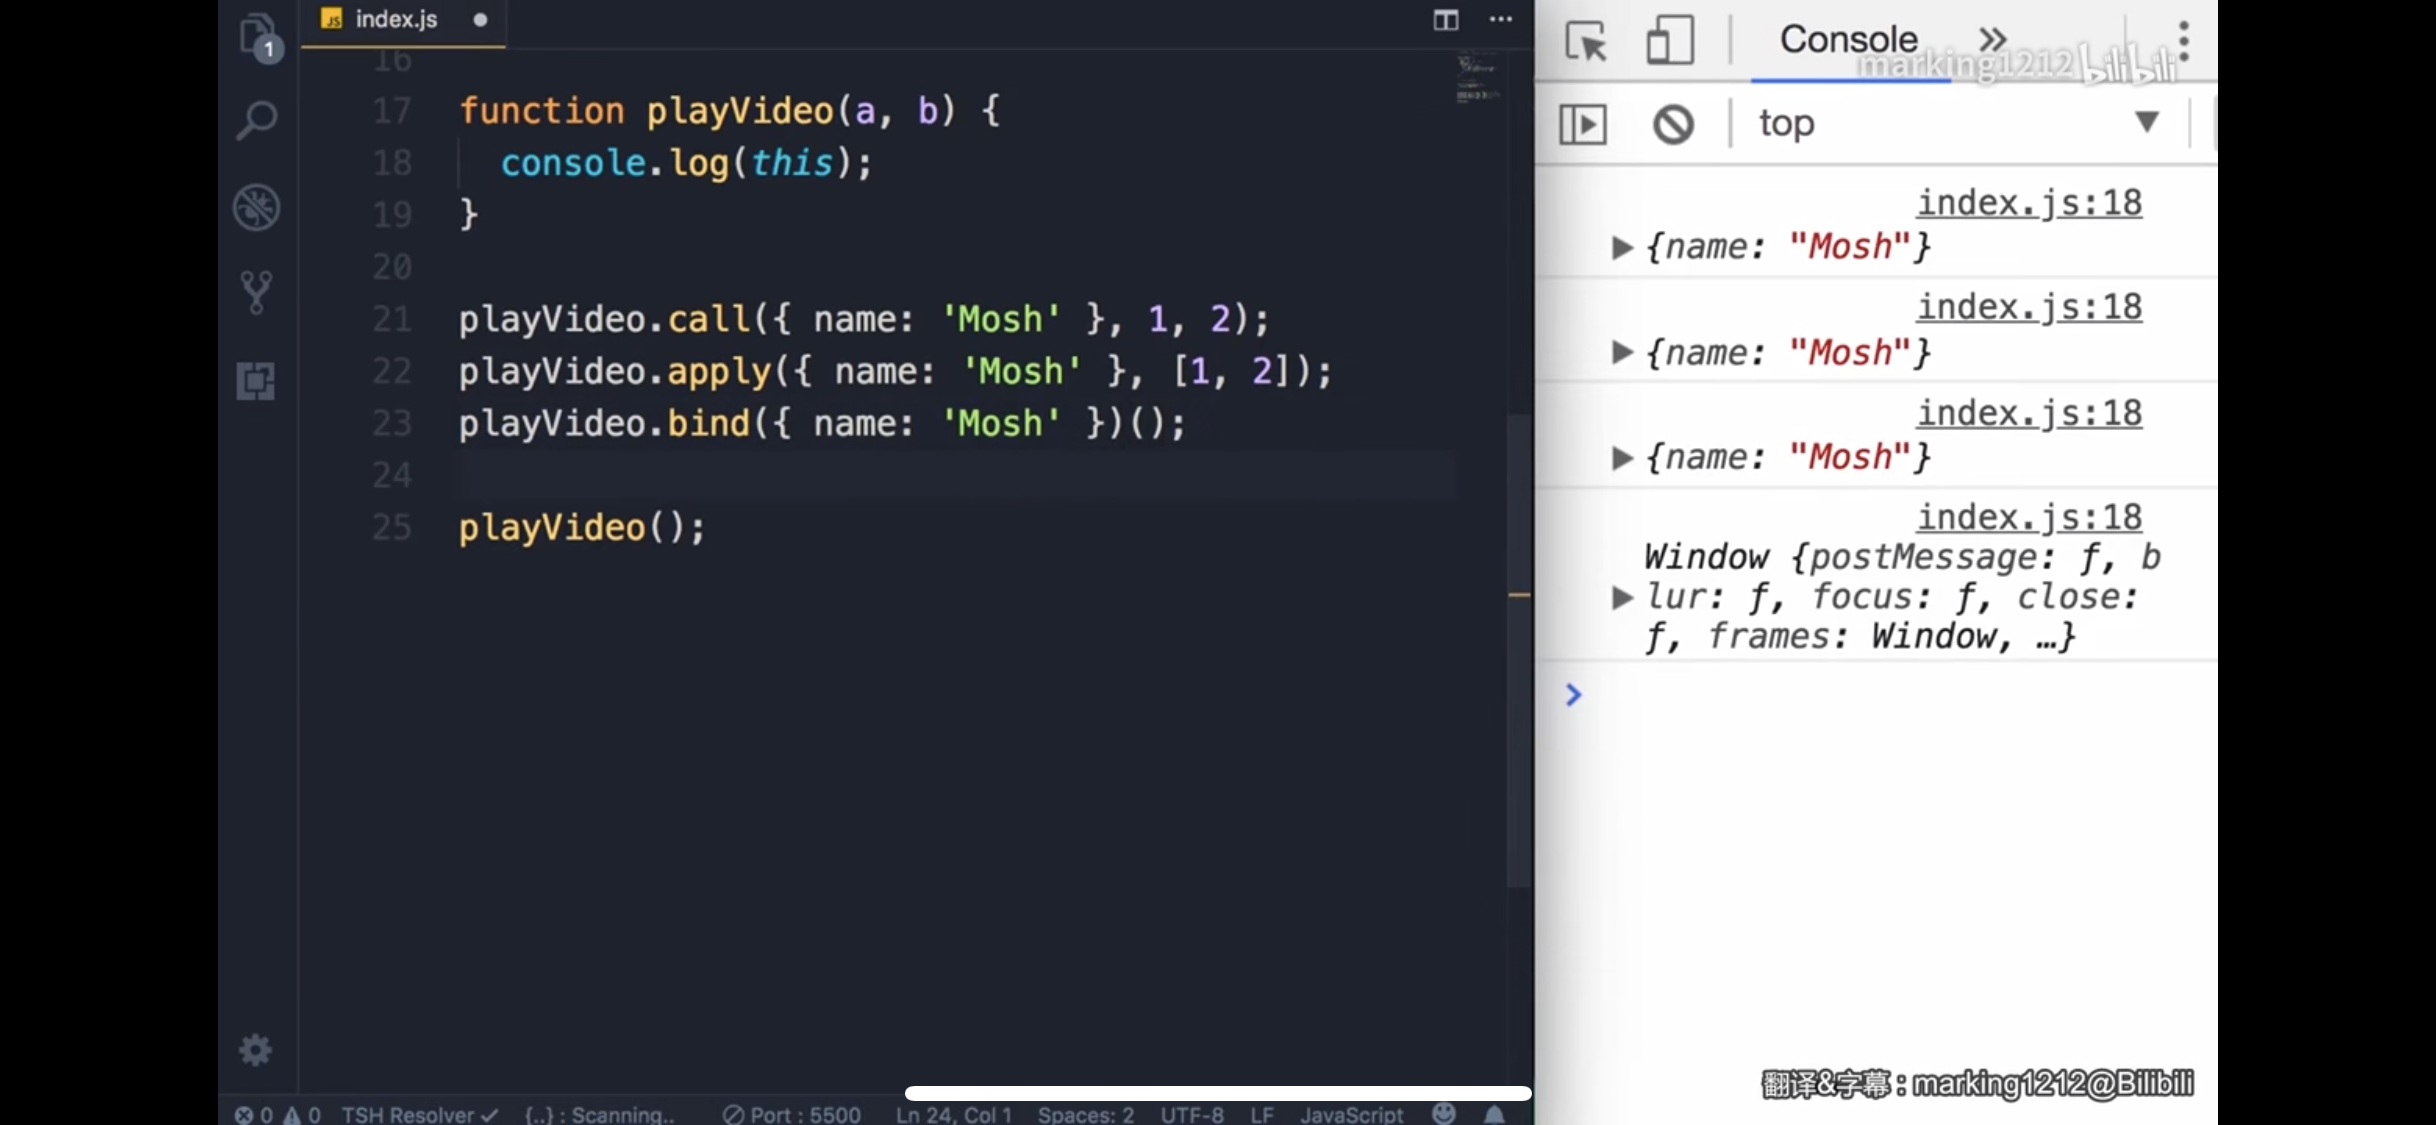 index.js
1
16
17 function playVideo(a, b) {
18 console.log(this);
19 }
20
21 playVideo.call({ name: 'Mosh' }, 1, 2);
22 playVideo.apply({ name: 'Mosh' }, [1, 2]);
23 playVideo.bind({ name: 'Mosh' })();
24
25 playVideo();
0 0 TSH Resolver {..} : Scanning.. Port : 5500 Ln 24, Col 1 Spaces: 2 UTF-8 LF JavaScript
Console
marking1212 bilibili
top
index.js:18
{name: "Mosh"}
index.js:18
{name: "Mosh"}
index.js:18
{name: "Mosh"}
index.js:18
Window {postMessage: ƒ, b
lur: ƒ, focus: ƒ, close:
ƒ, frames: Window, …}
翻译&字幕 : marking1212@Bilibili